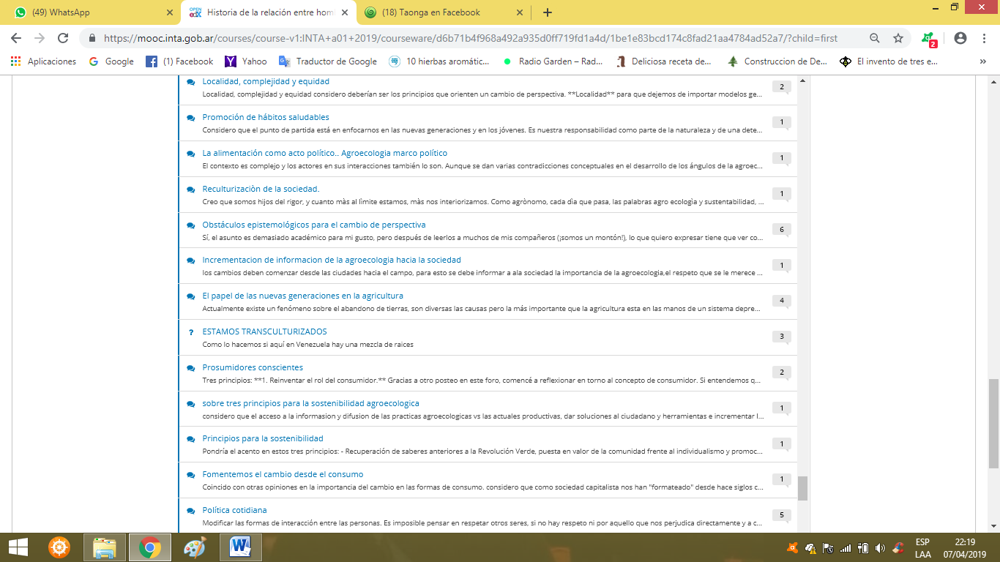 (49) WhatsApp
Historia de la relación entre hom
(18) Taonga en Facebook
https://mooc.inta.gob.ar/courses/course-v1:INTA+a01+2019/courseware/d6b71b4f968a492a935d0ff719fd1a4d/1be1e83bcd174c8fad21aa4784ad52a7/?child=first
2
Aplicaciones
Google
(1) Facebook
Yahoo
Traductor de Google
10 hierbas aromátic...
Radio Garden – Rad...
Deliciosa receta de...
Construccion de De...
El invento de tres e...
»
Localidad, complejidad y equidad
2
Localidad, complejidad y equidad considero deberían ser los principios que orienten un cambio de perspectiva. **Localidad** para que dejemos de importar modelos ge...
Promoción de hábitos saludables
1
Considero que el punto de partida está en enfocarnos en las nuevas generaciones y en los jóvenes. Es nuestra responsabilidad como parte de la naturaleza y de una dete...
La alimentación como acto político.. Agroecologia marco político
1
El contexto es complejo y los actores en sus interacciones también lo son. Aunque se dan varias contradicciones conceptuales en el desarrollo de los ángulos de la agroec...
Reculturizaciòn de la sociedad.
1
Creo que somos hijos del rigor, y cuanto màs al lìmite estamos, màs nos interiorizamos. Como agrònomo, cada dìa que pasa, las palabras agro ecologìa y sustentabilidad, ...
Obstáculos epistemológicos para el cambio de perspectiva
6
Sí, el asunto es demasiado académico para mi gusto, pero después de leerlos a muchos de mis compañeros (¡somos un montón!), lo que quiero expresar tiene que ver co...
Incrementacion de informacion de la agroecologia hacia la sociedad
1
los cambios deben comenzar desde las ciudades hacia el campo, para esto se debe informar a ala sociedad la importancia de la agroecologia,el respeto que se le merece ...
El papel de las nuevas generaciones en la agricultura
4
Actualmente existe un fenómeno sobre el abandono de tierras, son diversas las causas pero la más importante que la agricultura esta en las manos de un sistema depre...
? ESTAMOS TRANSCULTURIZADOS
3
Como lo hacemos si aquí en Venezuela hay una mezcla de raices
Prosumidores conscientes
2
Tres principios: **1. Reinventar el rol del consumidor.** Gracias a otro posteo en este foro, comencé a reflexionar en torno al concepto de consumidor. Si entendemos q...
sobre tres principios para la sostenibilidad agroecologica
1
considero que el acceso a la informasion y difusion de las practicas agroecologicas vs las actuales productivas, dar soluciones al ciudadano y herramientas e incrementar l...
Principios para la sostenibilidad
1
Pondría el acento en estos tres principios: - Recuperación de saberes anteriores a la Revolución Verde, puesta en valor de la comunidad frente al individualismo y promoc...
Fomentemos el cambio desde el consumo
1
Coincido con otras opiniones en la importancia del cambio en las formas de consumo. considero que como sociedad capitalista nos han "formateado" desde hace siglos c...
Política cotidiana
5
Modificar las formas de interacción entre las personas. Es imposible pensar en respetar otros seres, si no hay respeto ni por aquello que nos perjudica directamente y a c...
ESP
LAA
22:19
07/04/2019